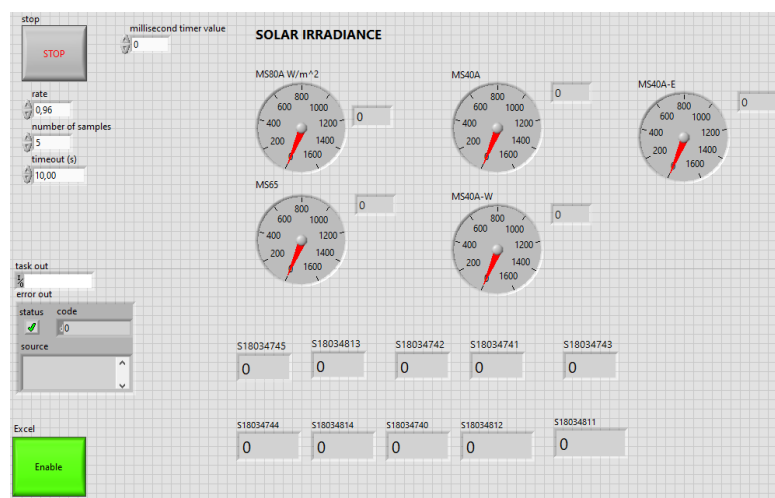 stop
STOP
millisecond timer value
0
SOLAR IRRADIANCE
rate
0,96
number of samples
5
timeout (s)
10,00
MS80A W/m^2
0 200 400 600 800 1000 1200 1400 1600
0
MS40A
0 200 400 600 800 1000 1200 1400 1600
0
MS40A-E
0 200 400 600 800 1000 1200 1400 1600
0
MS65
0 200 400 600 800 1000 1200 1400 1600
0
MS40A-W
0 200 400 600 800 1000 1200 1400 1600
0
task out
error out
status code
0
source
S18034745 S18034813 S18034742 S18034741 S18034743
0 0 0 0 0
S18034744 S18034814 S18034740 S18034812 S18034811
0 0 0 0 0
Excel
Enable